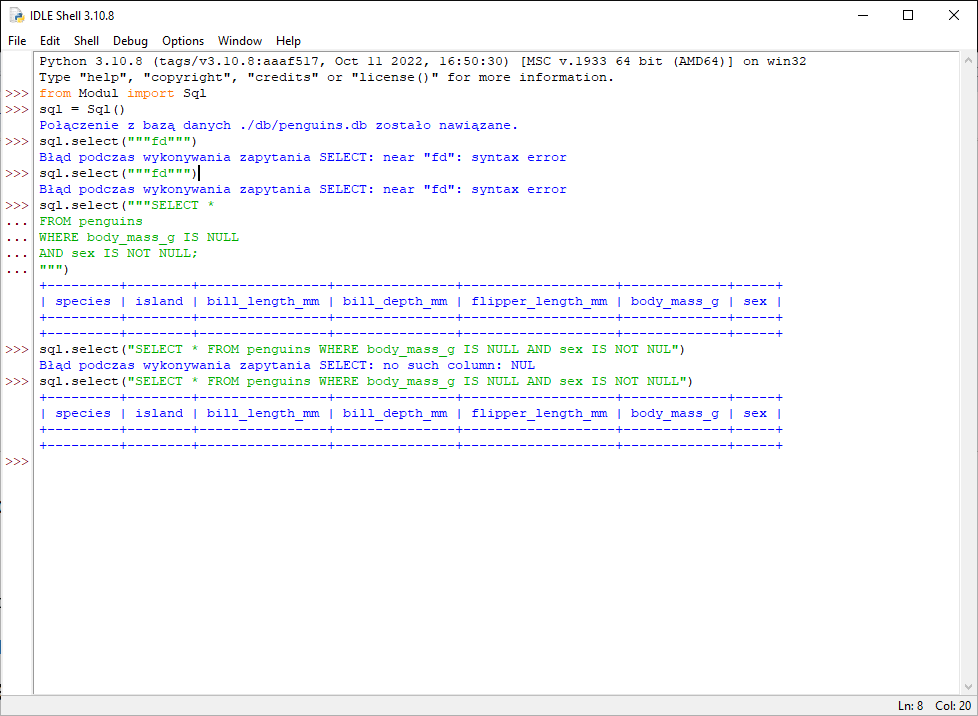 IDLE Shell 3.10.8
File Edit Shell Debug Options Window Help
Python 3.10.8 (tags/v3.10.8:aaaf517, Oct 11 2022, 16:50:30) [MSC v.1933 64 bit (AMD64)] on win32
Type "help", "copyright", "credits" or "license()" for more information.
>>> from Modul import Sql
>>> sql = Sql()
Połączenie z bazą danych ./db/penguins.db zostało nawiązane.
>>> sql.select("""fd""")
Błąd podczas wykonywania zapytania SELECT: near "fd": syntax error
>>> sql.select("""fd""")
Błąd podczas wykonywania zapytania SELECT: near "fd": syntax error
>>> sql.select("""SELECT *
... FROM penguins
... WHERE body_mass_g IS NULL
... AND sex IS NOT NULL;
... """)
+---------+--------+----------------+---------------+-------------------+-------------+-----+
| species | island | bill_length_mm | bill_depth_mm | flipper_length_mm | body_mass_g | sex |
+---------+--------+----------------+---------------+-------------------+-------------+-----+
+---------+--------+----------------+---------------+-------------------+-------------+-----+
>>> sql.select("SELECT * FROM penguins WHERE body_mass_g IS NULL AND sex IS NOT NUL")
Błąd podczas wykonywania zapytania SELECT: no such column: NUL
>>> sql.select("SELECT * FROM penguins WHERE body_mass_g IS NULL AND sex IS NOT NULL")
+---------+--------+----------------+---------------+-------------------+-------------+-----+
| species | island | bill_length_mm | bill_depth_mm | flipper_length_mm | body_mass_g | sex |
+---------+--------+----------------+---------------+-------------------+-------------+-----+
+---------+--------+----------------+---------------+-------------------+-------------+-----+
>>>
Ln: 8 Col: 20